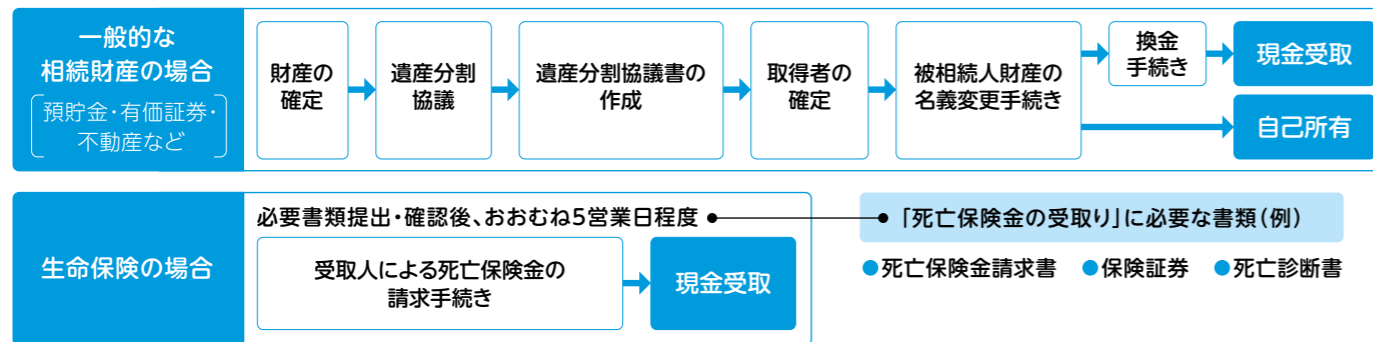 一般的な
相続財産の場合
預貯金・有価証券・
不動産など
財産の
確定
遺産分割
協議
遺産分割協議書の
作成
取得者の
確定
被相続人財産の
名義変更手続き
換金
手続き
現金受取
自己所有
生命保険の場合
必要書類提出・確認後、おおむね5営業日程度
受取人による死亡保険金の
請求手続き
現金受取
「死亡保険金の受取り」に必要な書類(例)
●死亡保険金請求書 ●保険証券 ●死亡診断書